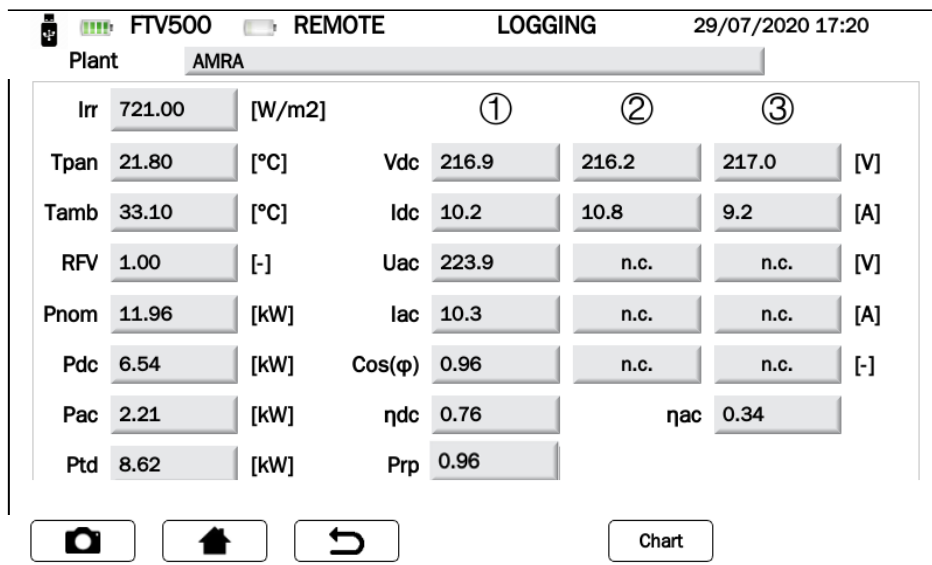 FTV500 REMOTE LOGGING 29/07/2020 17:20
Plant AMRA
Irr 721.00 [W/m2] ① ② ③
Tpan 21.80 [°C] Vdc 216.9 216.2 217.0 [V]
Tamb 33.10 [°C] Idc 10.2 10.8 9.2 [A]
RFV 1.00 [-] Uac 223.9 n.c. n.c. [V]
Pnom 11.96 [kW] Iac 10.3 n.c. n.c. [A]
Pdc 6.54 [kW] Cos(φ) 0.96 n.c. n.c. [-]
Pac 2.21 [kW] ηdc 0.76 ηac 0.34
Ptd 8.62 [kW] Prp 0.96
Chart